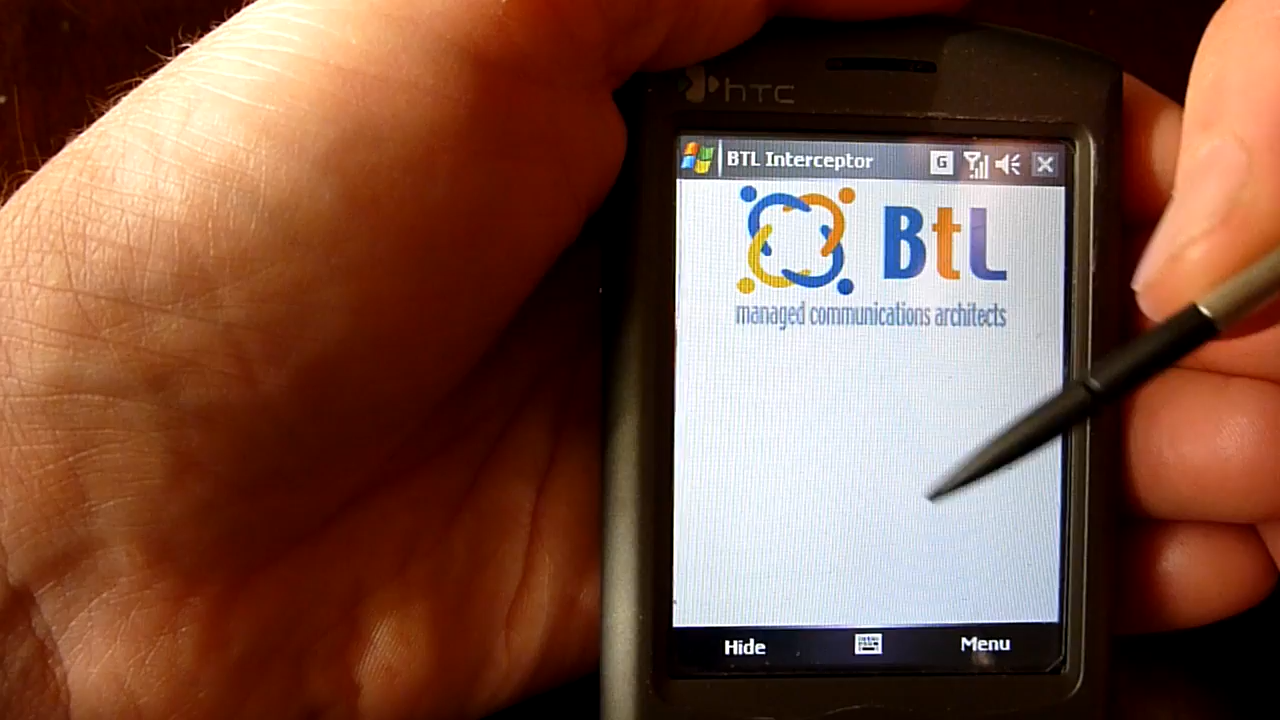 hTC
BTL Interceptor
G
BtL
managed communications architects
Hide
Menu